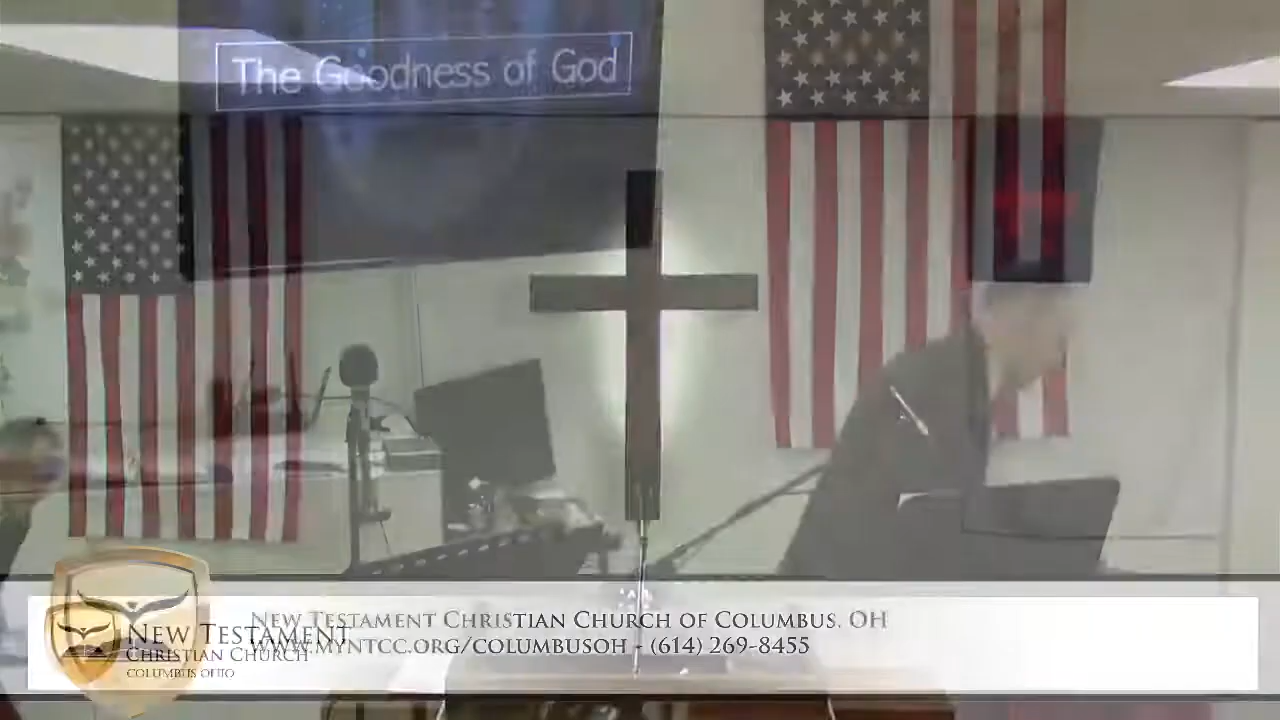 The Goodness of God
New Testament Christian Church of Columbus, OH
www.myntcc.org/columbusoh - (614) 269-8455
New Testament
Christian Church
Columbus Ohio